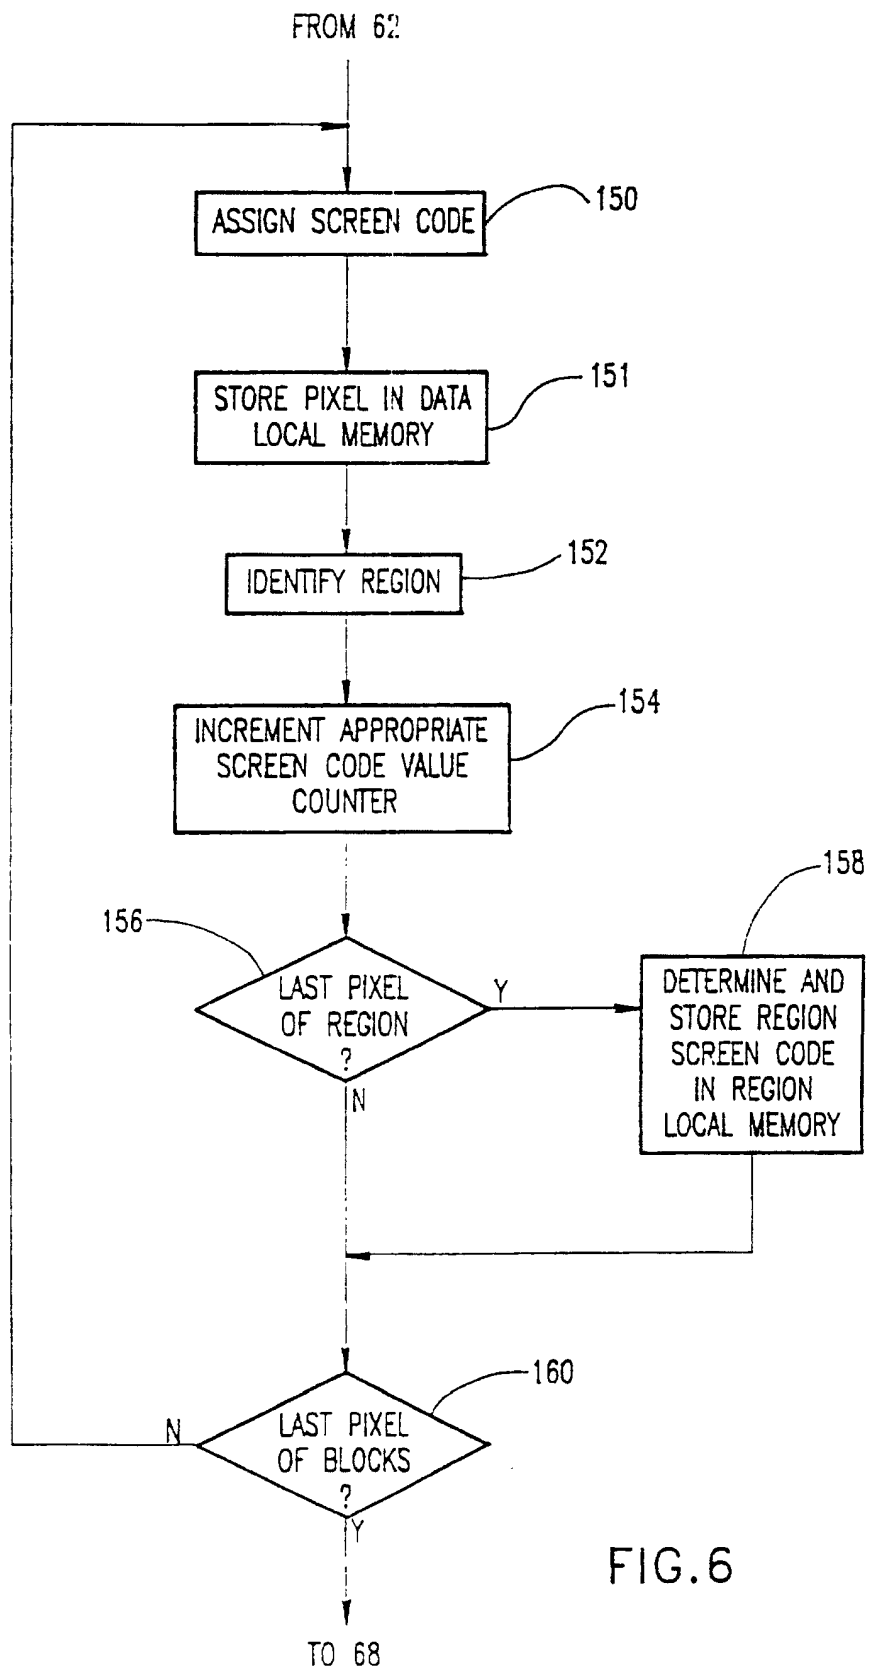 FROM 62
ASSIGN SCREEN CODE
150
STORE PIXEL IN DATA
LOCAL MEMORY
151
IDENTIFY REGION
152
INCREMENT APPROPRIATE
SCREEN CODE VALUE
COUNTER
154
156
LAST PIXEL
OF REGION
?
Y
N
158
DETERMINE AND
STORE REGION
SCREEN CODE
IN REGION
LOCAL MEMORY
160
LAST PIXEL
OF BLOCKS
?
N
Y
TO 68
FIG.6